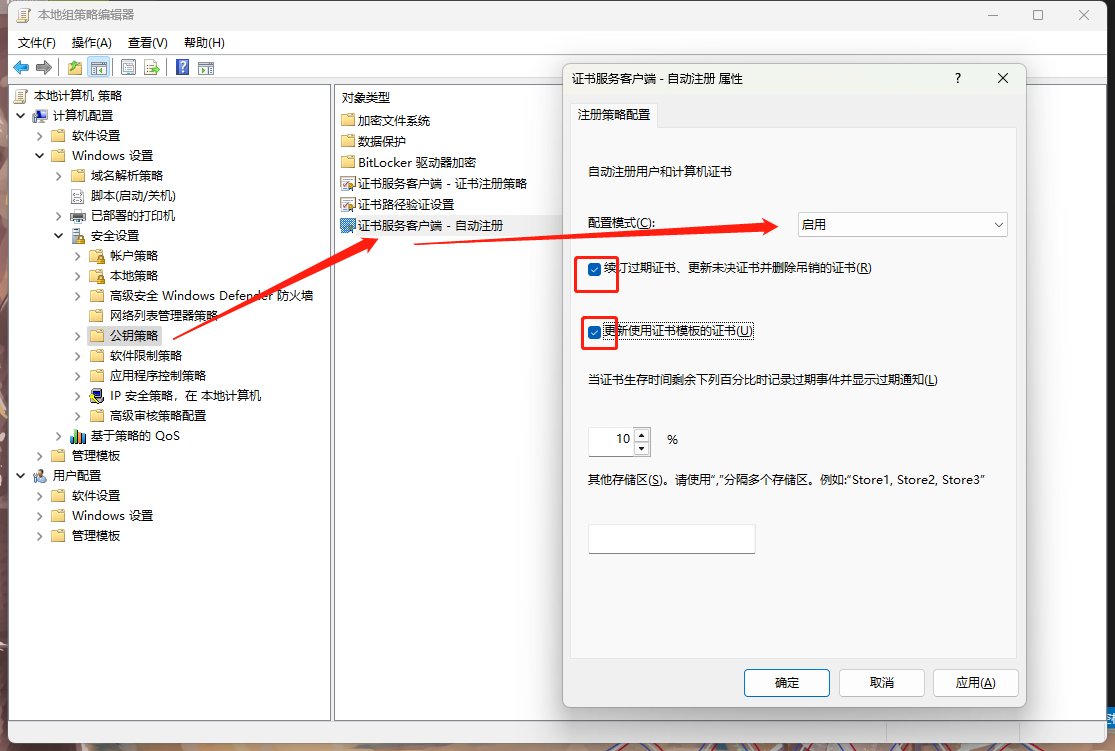 本地组策略编辑器
文件(F) 操作(A) 查看(V) 帮助(H)
本地计算机 策略
计算机配置
软件设置
Windows 设置
域名解析策略
脚本(启动/关机)
已部署的打印机
安全设置
帐户策略
本地策略
高级安全 Windows Defender 防火墙
网络列表管理器策略
公钥策略
软件限制策略
应用程序控制策略
IP 安全策略，在 本地计算机
高级审核策略配置
基于策略的 QoS
管理模板
用户配置
软件设置
Windows 设置
管理模板
对象类型
加密文件系统
数据保护
BitLocker 驱动器加密
证书服务客户端 - 证书注册策略
证书路径验证设置
证书服务客户端 - 自动注册
证书服务客户端 - 自动注册 属性
注册策略配置
自动注册用户和计算机证书
配置模式(C):
启用
续订过期证书、更新未决证书并删除吊销的证书(R)
更新使用证书模板的证书(U)
当证书生存时间剩余下列百分比时记录过期事件并显示过期通知(L)
10 %
其他存储区(S)。请使用“,”分隔多个存储区。例如:“Store1, Store2, Store3”
确定 取消 应用(A)